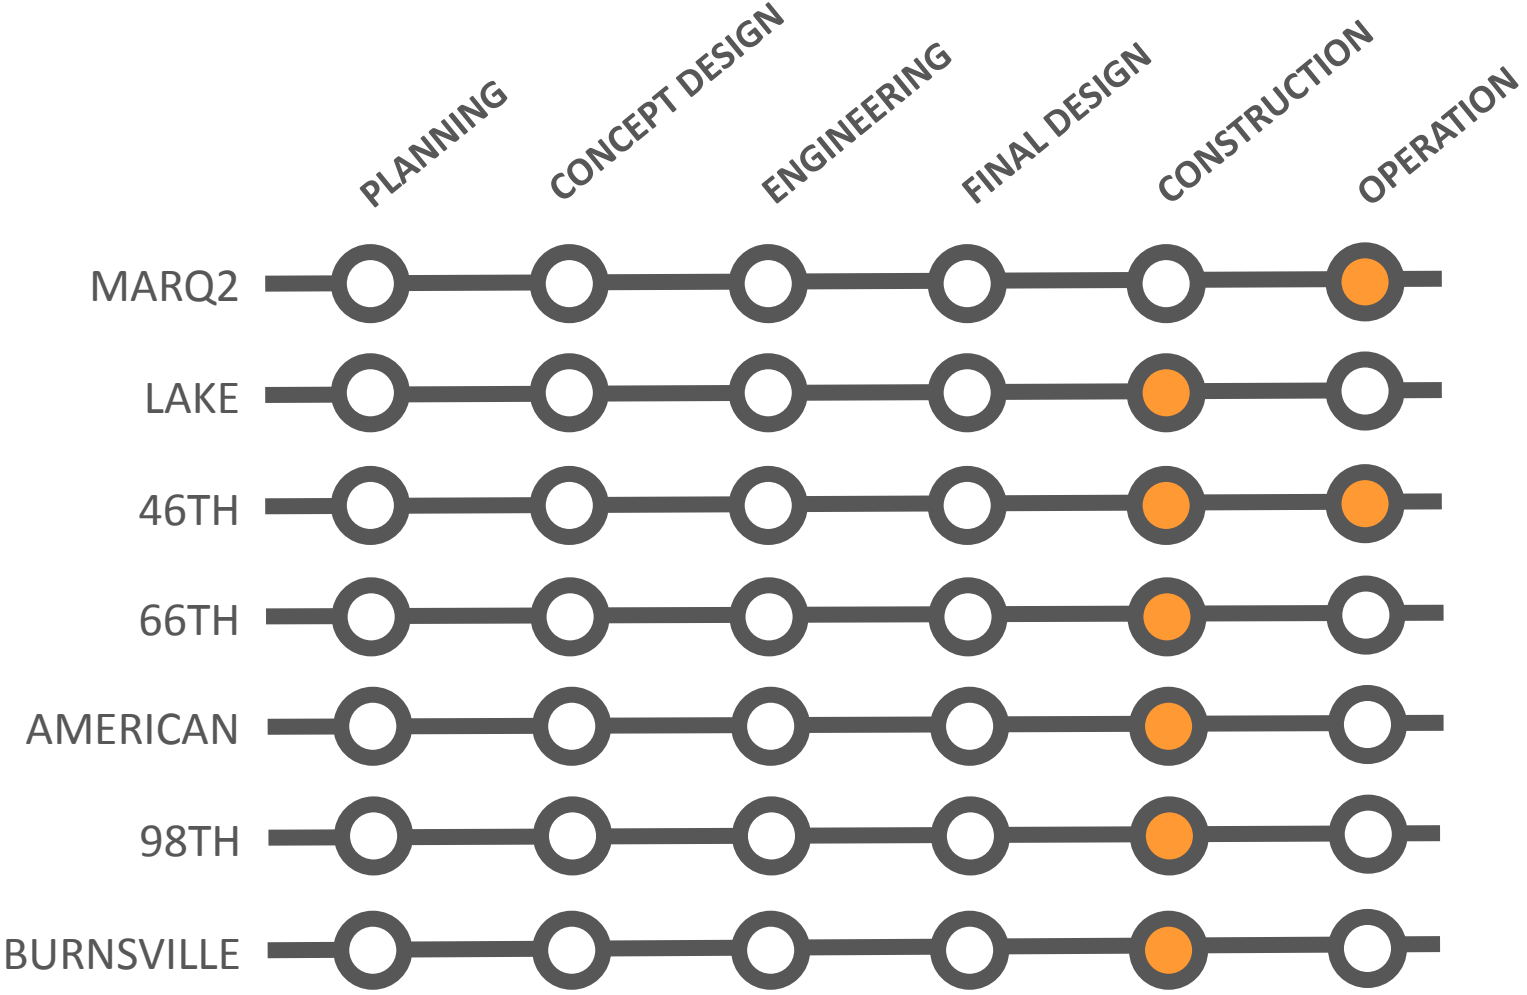 PLANNING
CONCEPT DESIGN
ENGINEERING
FINAL DESIGN
CONSTRUCTION
OPERATION
MARQ2
LAKE
46TH
66TH
AMERICAN
98TH
BURNSVILLE